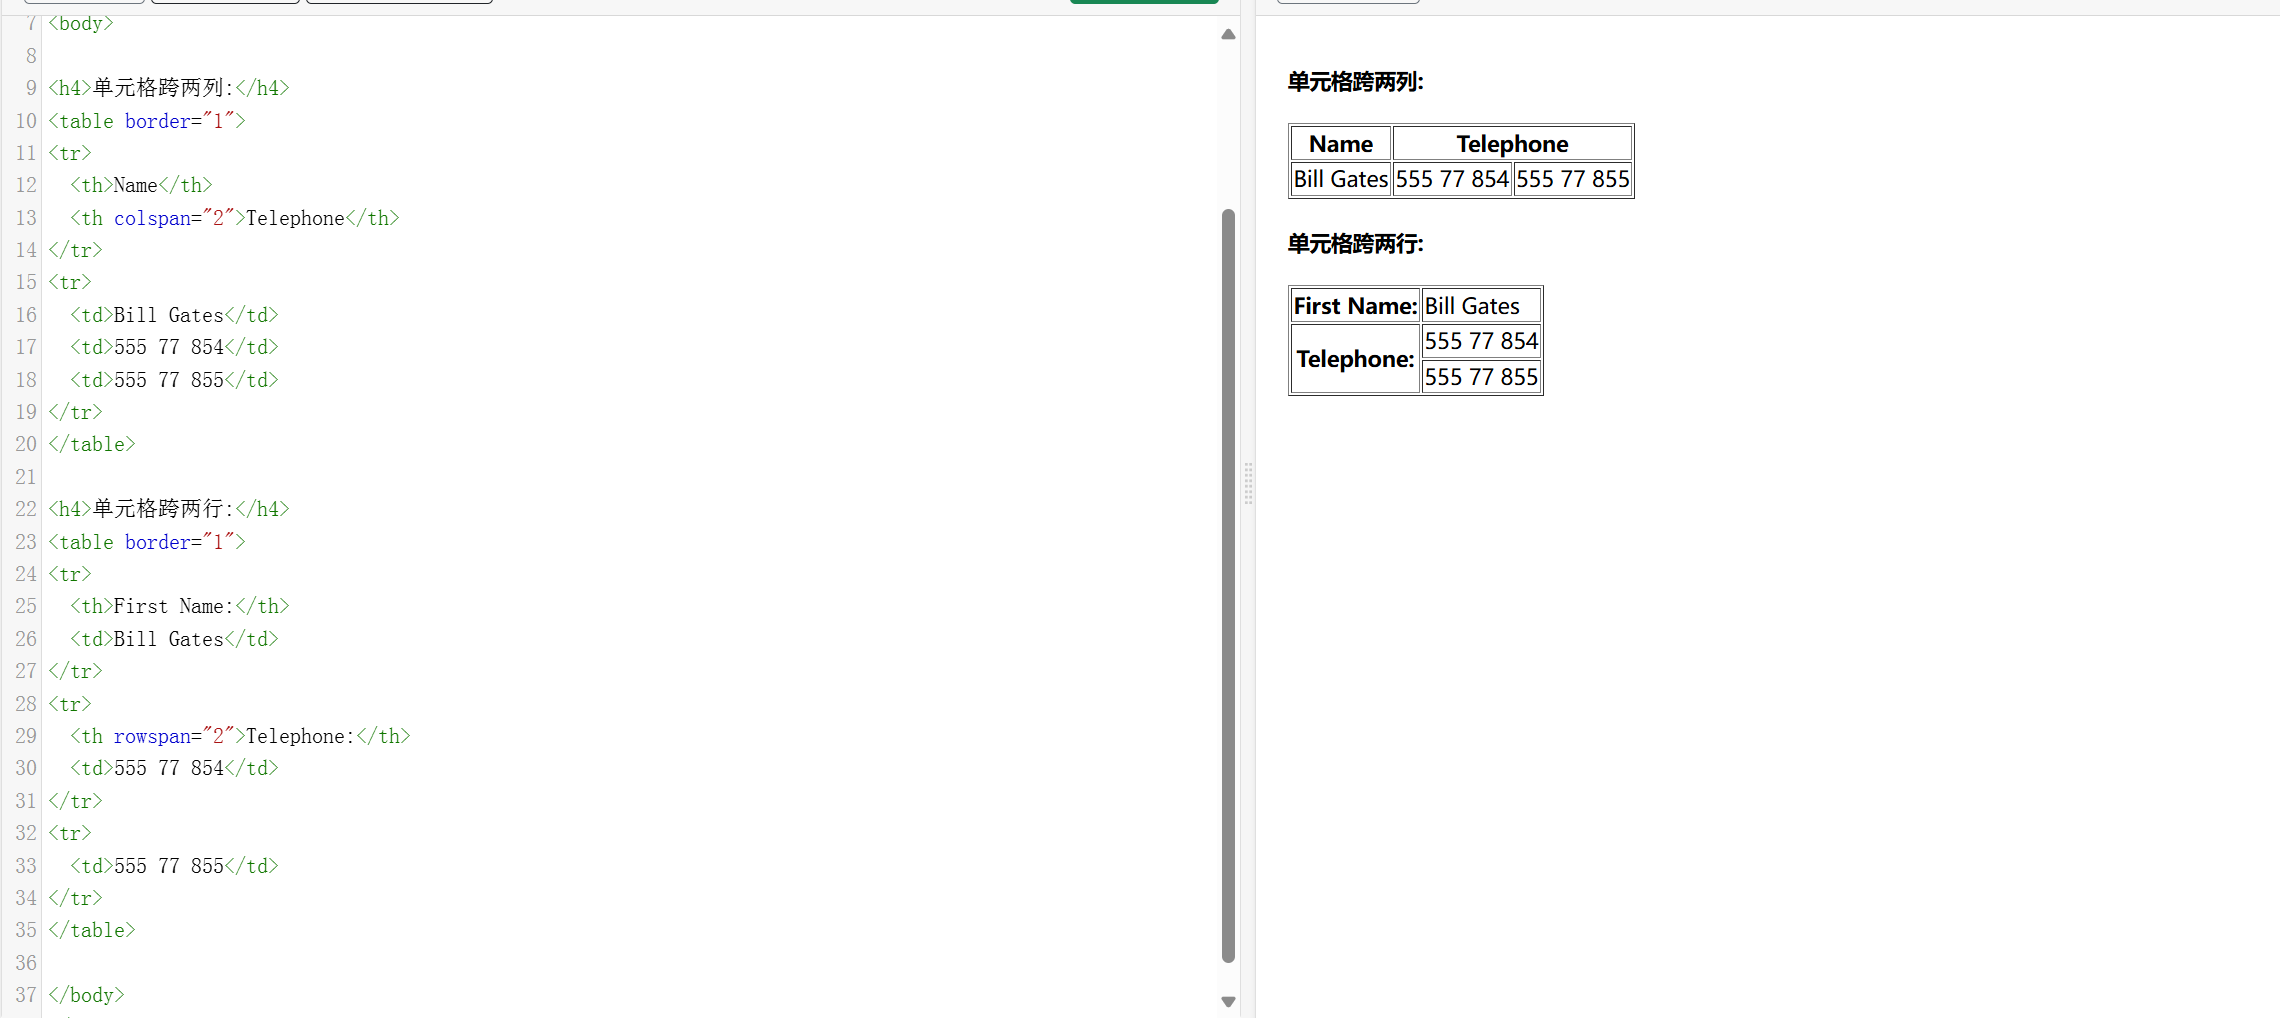 7 <body>
8
9 <h4>单元格跨两列:</h4>
10 <table border="1">
11 <tr>
12   <th>Name</th>
13   <th colspan="2">Telephone</th>
14 </tr>
15 <tr>
16   <td>Bill Gates</td>
17   <td>555 77 854</td>
18   <td>555 77 855</td>
19 </tr>
20 </table>
21
22 <h4>单元格跨两行:</h4>
23 <table border="1">
24 <tr>
25   <th>First Name:</th>
26   <td>Bill Gates</td>
27 </tr>
28 <tr>
29   <th rowspan="2">Telephone:</th>
30   <td>555 77 854</td>
31 </tr>
32 <tr>
33   <td>555 77 855</td>
34 </tr>
35 </table>
36
37 </body>
单元格跨两列:
Name Telephone
Bill Gates 555 77 854 555 77 855
单元格跨两行:
First Name: Bill Gates
Telephone: 555 77 854
555 77 855